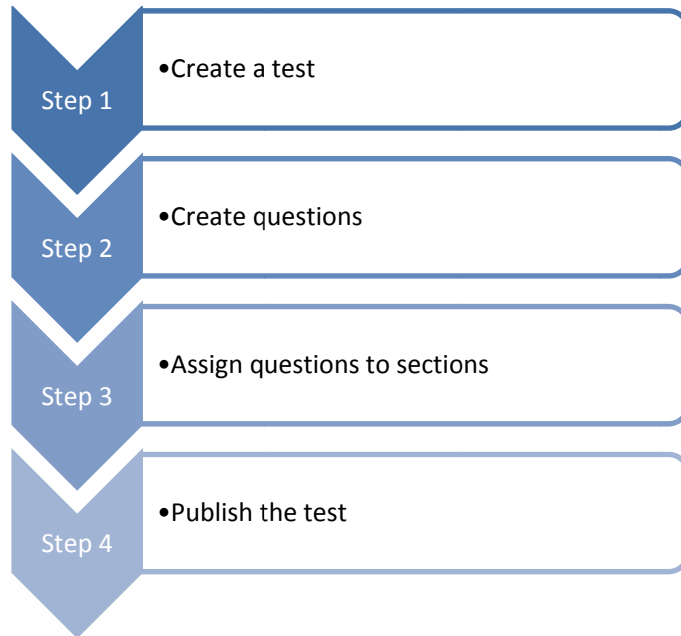 Step 1
•Create a test
Step 2
•Create questions
Step 3
•Assign questions to sections
Step 4
•Publish the test